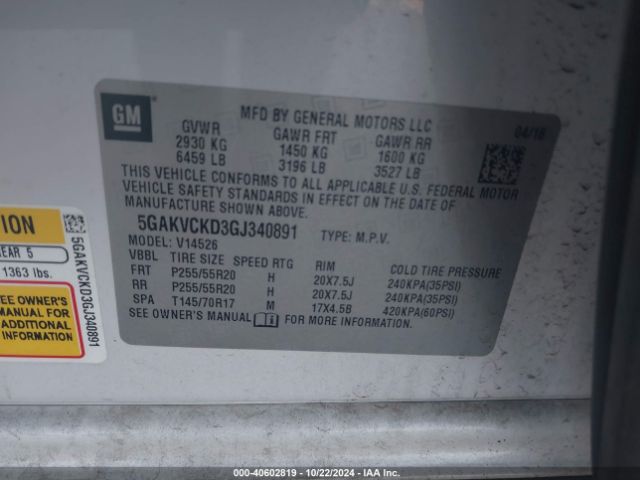 GM
MFD BY GENERAL MOTORS LLC
04/16
GVWR GAWR FRT GAWR RR
2930 KG 1450 KG 1600 KG
6459 LB 3196 LB 3527 LB
THIS VEHICLE CONFORMS TO ALL APPLICABLE U.S. FEDERAL MOTOR
VEHICLE SAFETY STANDARDS IN EFFECT ON THE DATE OF
MANUFACTURE SHOWN ABOVE.
5GAKVCKD3GJ340891 TYPE: M.P.V.
MODEL: V14526
VBBL TIRE SIZE SPEED RTG RIM COLD TIRE PRESSURE
FRT P255/55R20 H 20X7.5J 240KPA(35PSI)
RR P255/55R20 H 20X7.5J 240KPA(35PSI)
SPA T145/70R17 M 17X4.5B 420KPA(60PSI)
SEE OWNER'S MANUAL FOR MORE INFORMATION.
ION
EAR 5
1363 lbs.
EE OWNER'S
MANUAL FOR
ADDITIONAL
FORMATION
5GAKVCKD3GJ340891
000-40602819 - 10/22/2024 - IAA Inc.